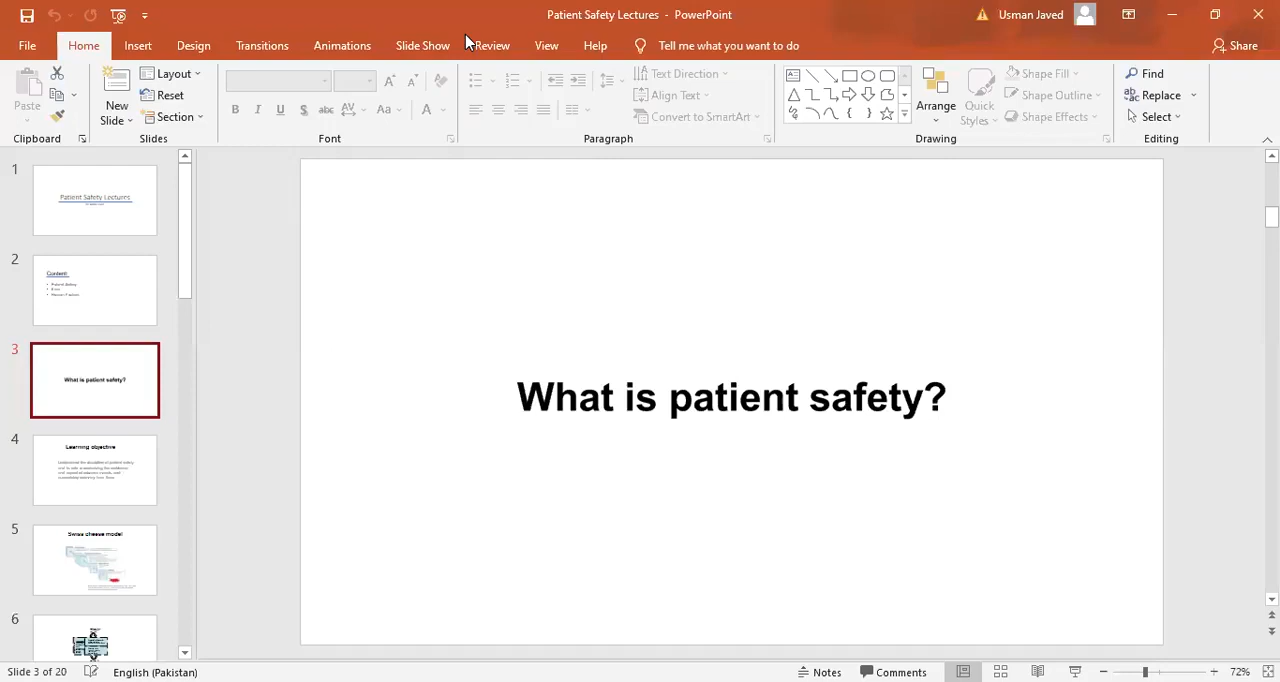 Patient Safety Lectures - PowerPoint
Usman Javed
File Home Insert Design Transitions Animations Slide Show Review View Help Tell me what you want to do Share
Paste
Clipboard
New Slide
Layout
Reset
Section
Slides
B I U S abc AV Aa A
Font
Text Direction
Align Text
Convert to SmartArt
Paragraph
Arrange
Quick Styles
Shape Fill
Shape Outline
Shape Effects
Drawing
Find
Replace
Select
Editing
1
Patient Safety Lectures
2
Content:
3
What is patient safety?
4
Learning objective
5
Swiss cheese model
6
What is patient safety?
Slide 3 of 20 English (Pakistan) Notes Comments 72%